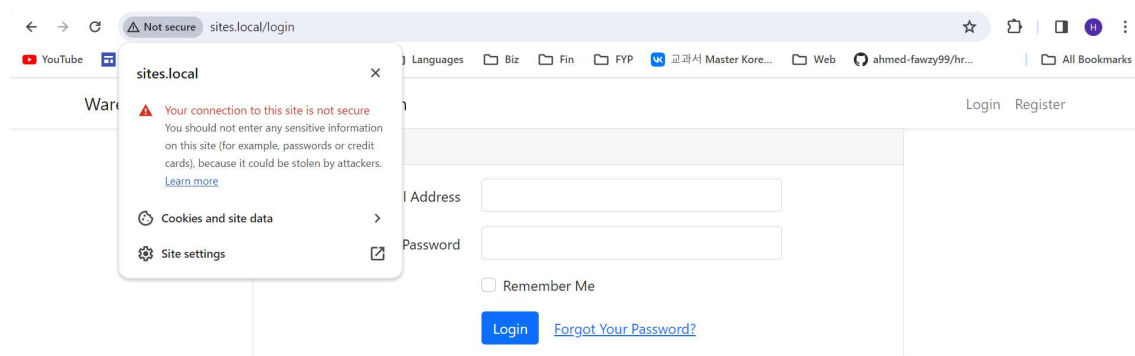 Not secure sites.local/login
H
YouTube
Languages Biz Fin FYP 교과서 Master Kore... Web ahmed-fawzy99/hr... All Bookmarks
sites.local
Your connection to this site is not secure
You should not enter any sensitive information
on this site (for example, passwords or credit
cards), because it could be stolen by attackers.
Learn more
Cookies and site data
Site settings
Login Register
Address
Password
Remember Me
Login Forgot Your Password?